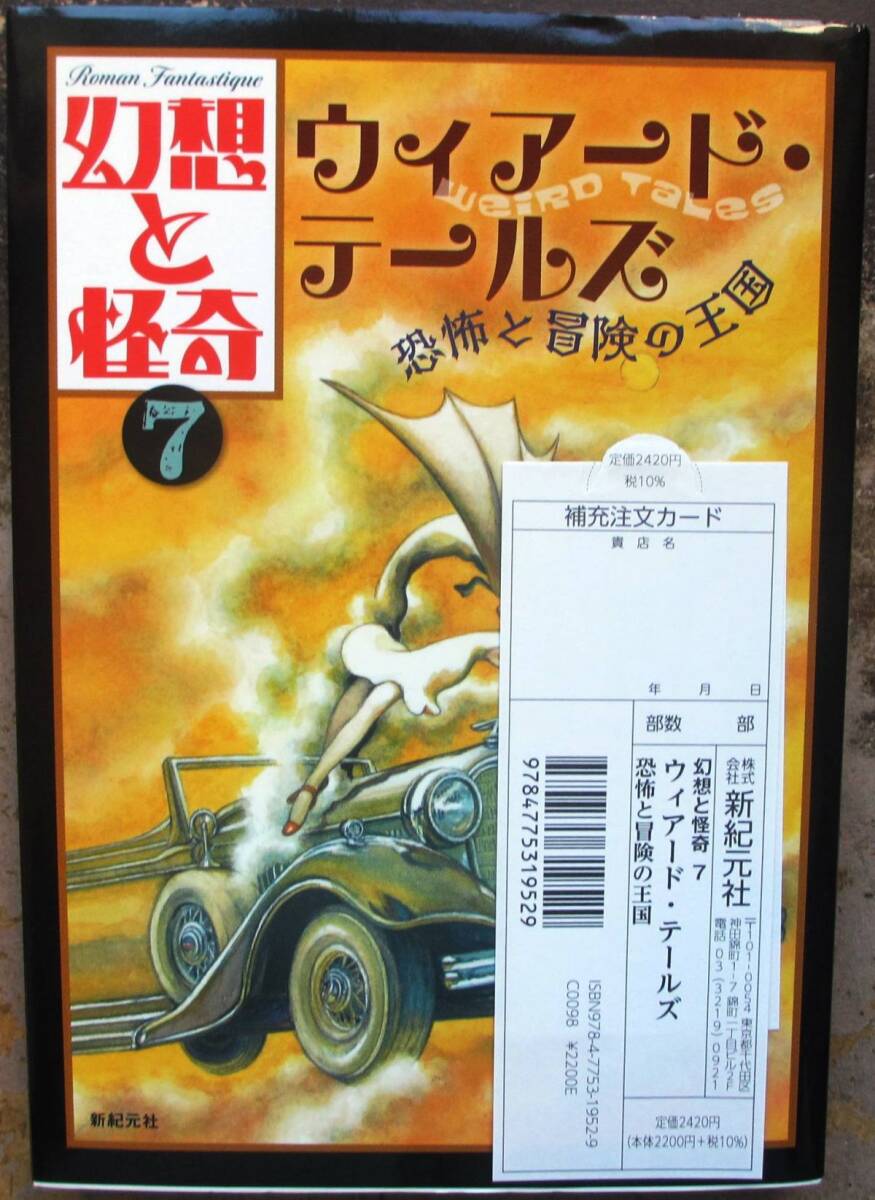 Roman Fantastique
幻想
と
怪奇
7
ウィアード・
Weird Tales
テールズ
恐怖と冒険の王国
新紀元社
定価2420円
税10%
補充注文カード
貴店名
年 月 日
部数 部
株式会社 新紀元社
〒101-0054 東京都千代田区
神田錦町1-7 錦町一丁目ビル2F
電話 03(3219)0921
幻想と怪奇 7
ウィアード・テールズ
恐怖と冒険の王国
9784775319529
ISBN978-4-7753-1952-9
C0098 ¥2200E
定価2420円
(本体2200円+税10%)